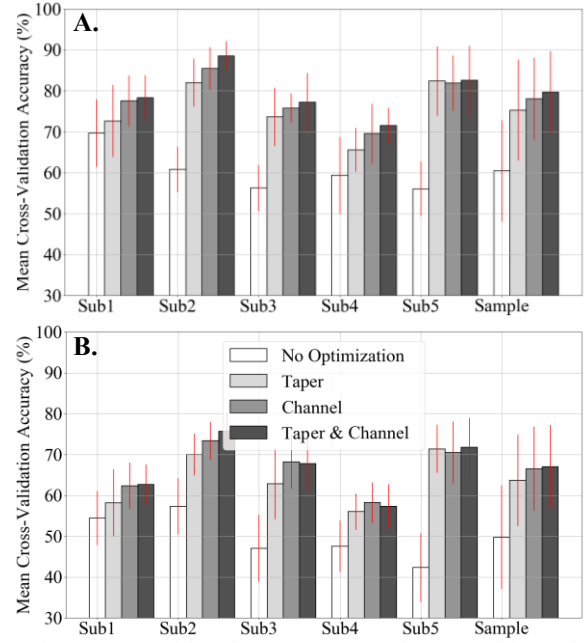 A.
Mean Cross-Validation Accuracy (%)
100
90
80
70
60
50
40
30
Sub1 Sub2 Sub3 Sub4 Sub5 Sample
B.
Mean Cross-Validation Accuracy (%)
100
90
80
70
60
50
40
30
No Optimization
Taper
Channel
Taper & Channel
Sub1 Sub2 Sub3 Sub4 Sub5 Sample